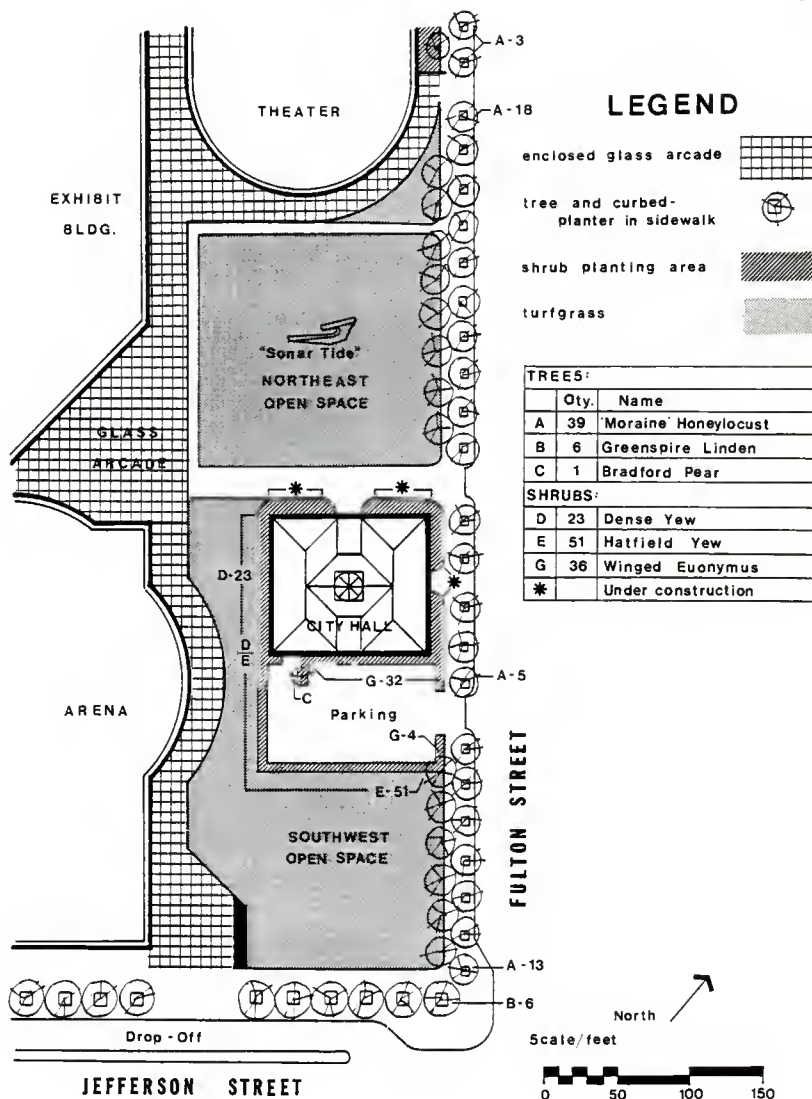 A-3
THEATER
A-18
EXHIBIT
BLDG.
"Sonar Tide"
NORTHEAST
OPEN SPACE
GLASS
ARCADE
*
*
D-23
*
CITY HALL
D
E
G-32
A-5
C
ARENA
Parking
G-4
E-51
SOUTHWEST
OPEN SPACE
FULTON STREET
A-13
B-6
Drop-Off
JEFFERSON STREET
LEGEND
enclosed glass arcade
tree and curbed-
planter in sidewalk
shrub planting area
turfgrass
TREES:
Qty. Name
A 39 'Moraine' Honeylocust
B 6 Greenspire Linden
C 1 Bradford Pear
SHRUBS:
D 23 Dense Yew
E 51 Hatfield Yew
G 36 Winged Euonymus
* Under construction
North
Scale/feet
0 50 100 150